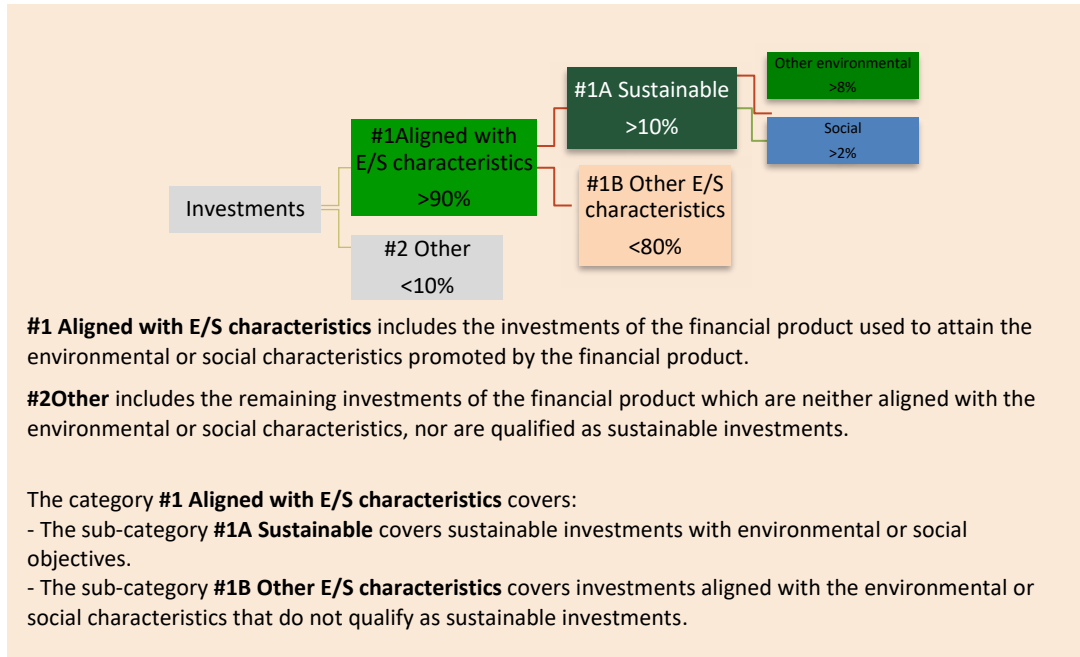 Investments
#1Aligned with
E/S characteristics
>90%
#2 Other
<10%
#1A Sustainable
>10%
#1B Other E/S
characteristics
<80%
Other environmental
>8%
Social
>2%
#1 Aligned with E/S characteristics includes the investments of the financial product used to attain the
environmental or social characteristics promoted by the financial product.
#2Other includes the remaining investments of the financial product which are neither aligned with the
environmental or social characteristics, nor are qualified as sustainable investments.
The category #1 Aligned with E/S characteristics covers:
- The sub-category #1A Sustainable covers sustainable investments with environmental or social
objectives.
- The sub-category #1B Other E/S characteristics covers investments aligned with the environmental or
social characteristics that do not qualify as sustainable investments.